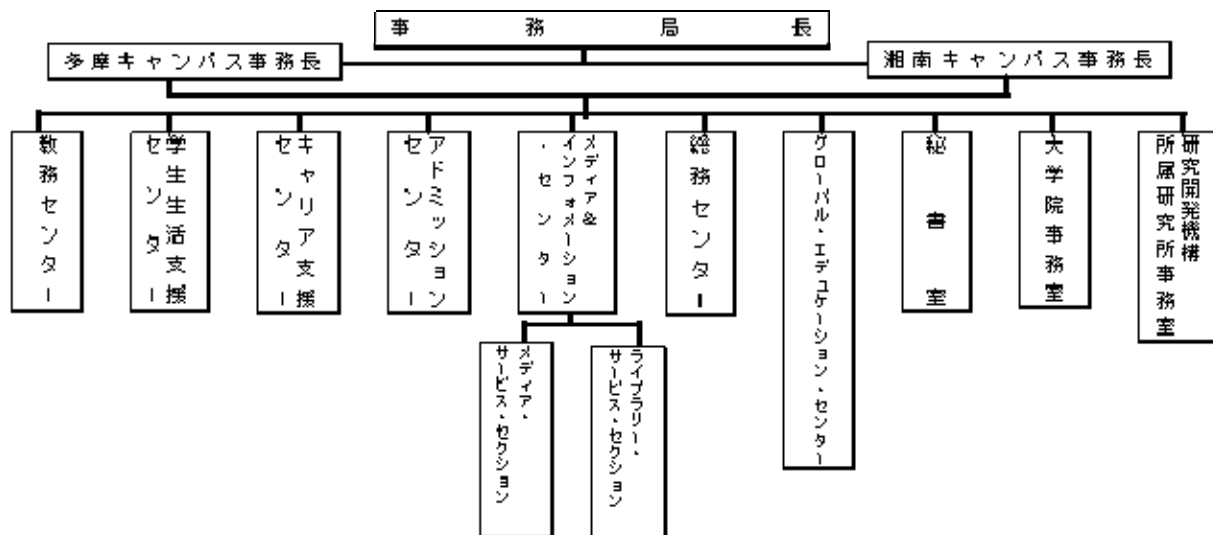 事務局長
多摩キャンパス事務長
湘南キャンパス事務長
教務センター
学生生活支援
センター
キャリア支援
センター
アドミッション
センター
メディア&
インフォメーション
・センター
総務センター
グローバル・エデュケーション・センター
秘書室
大学院事務室
研究開発機構
所属研究所事務室
メディア・
サービス・セクション
ライブラリー・
サービス・セクション